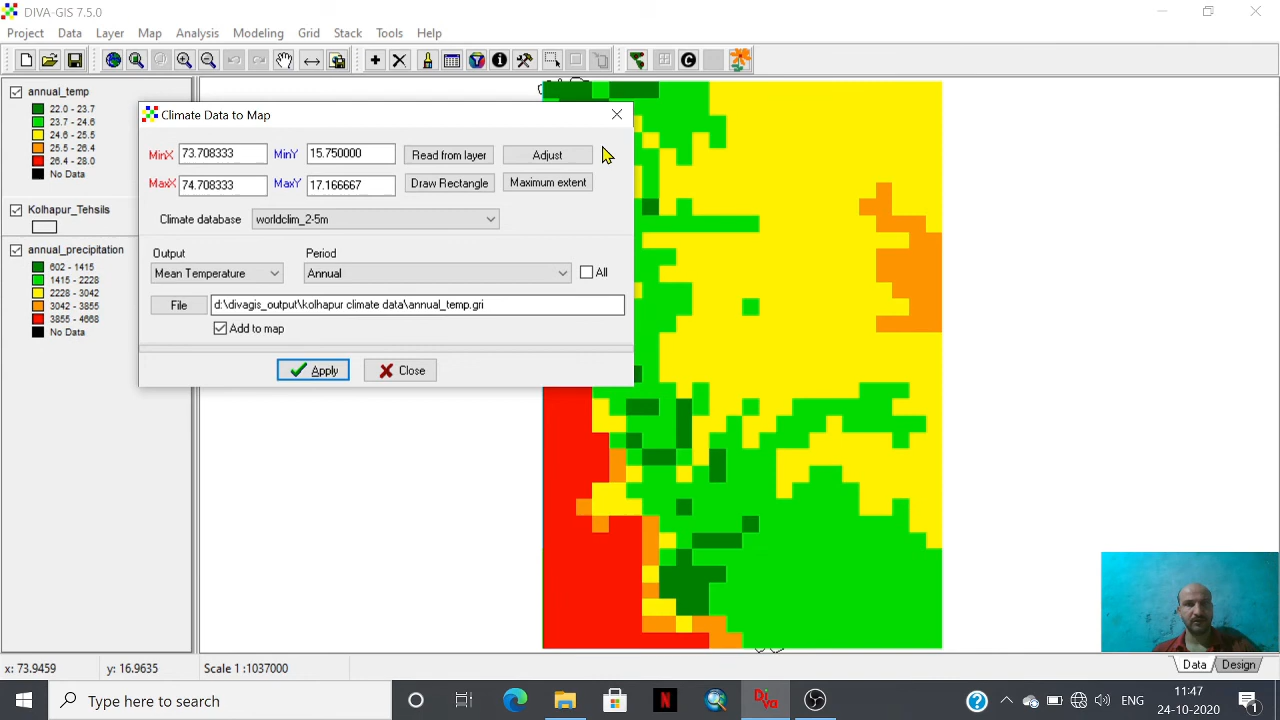 DIVA-GIS 7.5.0
Project Data Layer Map Analysis Modeling Grid Stack Tools Help
annual_temp
22.0 - 23.7
23.7 - 24.6
24.6 - 25.5
25.5 - 26.4
26.4 - 28.0
No Data
Kolhapur_Tehsils
annual_precipitation
602 - 1415
1415 - 2228
2228 - 3042
3042 - 3855
3855 - 4668
No Data
Climate Data to Map
MinX 73.708333 MinY 15.750000 Read from layer Adjust
MaxX 74.708333 MaxY 17.166667 Draw Rectangle Maximum extent
Climate database worldclim_2-5m
Output Period
Mean Temperature Annual All
File d:\divagis_output\kolhapur climate data\annual_temp.gri
Add to map
Apply Close
x: 73.9459 y: 16.9635 Scale 1:1037000
Data Design
Type here to search
Diva
ENG
11:47
24-10-2020
1